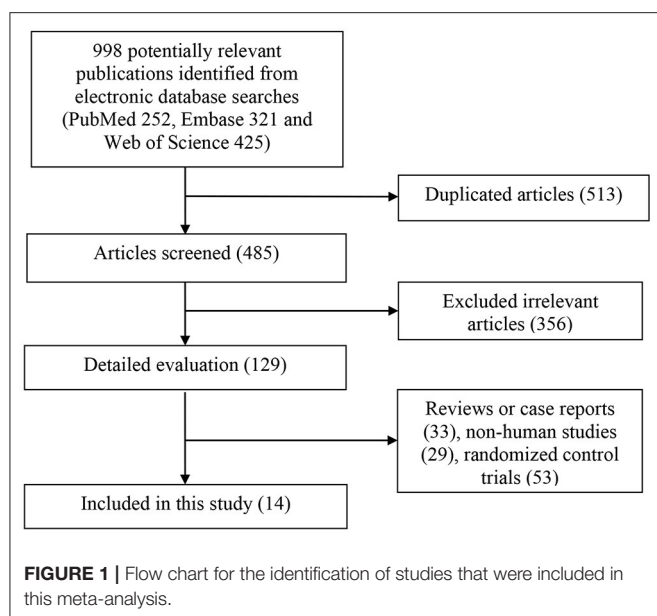 998 potentially relevant
publications identified from
electronic database searches
(PubMed 252, Embase 321 and
Web of Science 425)
Duplicated articles (513)
Articles screened (485)
Excluded irrelevant
articles (356)
Detailed evaluation (129)
Reviews or case reports
(33), non-human studies
(29), randomized control
trials (53)
Included in this study (14)
FIGURE 1 | Flow chart for the identification of studies that were included in
this meta-analysis.